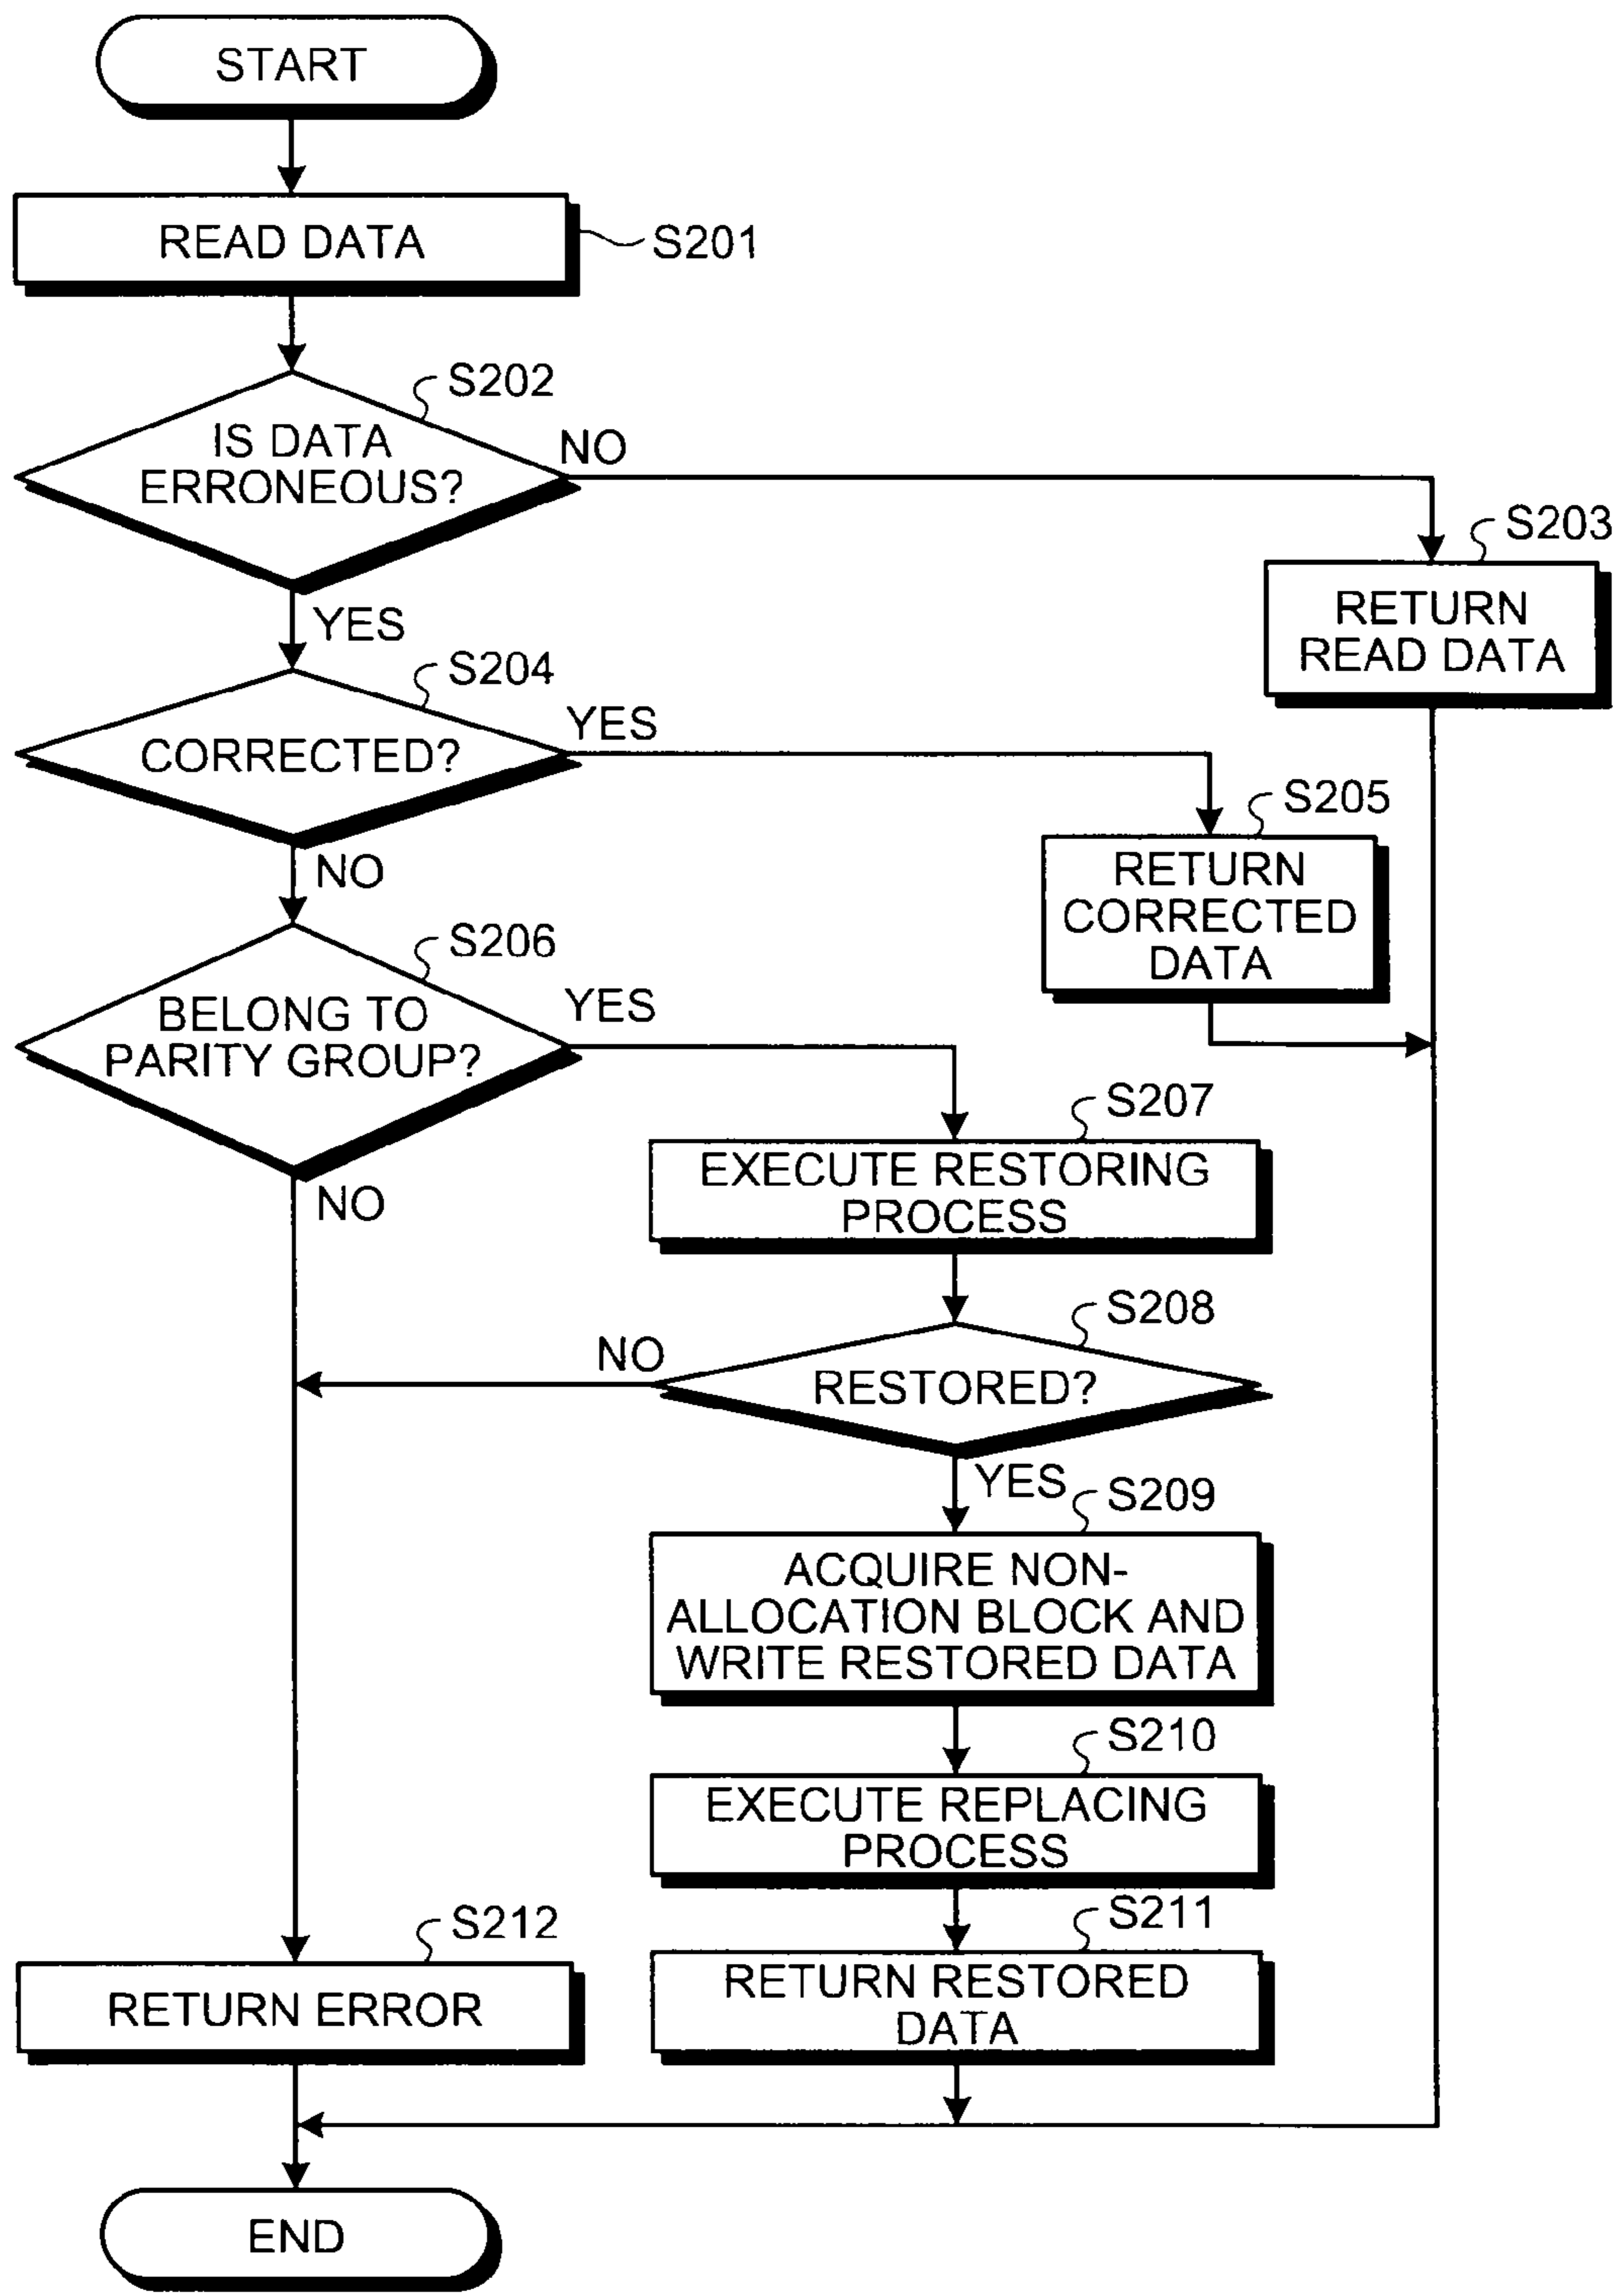 START
READ DATA
S201
S202
IS DATA
ERRONEOUS?
NO
YES
S203
RETURN
READ DATA
S204
CORRECTED?
YES
NO
S205
RETURN
CORRECTED
DATA
S206
BELONG TO
PARITY GROUP?
YES
NO
S207
EXECUTE RESTORING
PROCESS
S208
RESTORED?
NO
YES
S209
ACQUIRE NON-
ALLOCATION BLOCK AND
WRITE RESTORED DATA
S210
EXECUTE REPLACING
PROCESS
S211
RETURN RESTORED
DATA
S212
RETURN ERROR
END